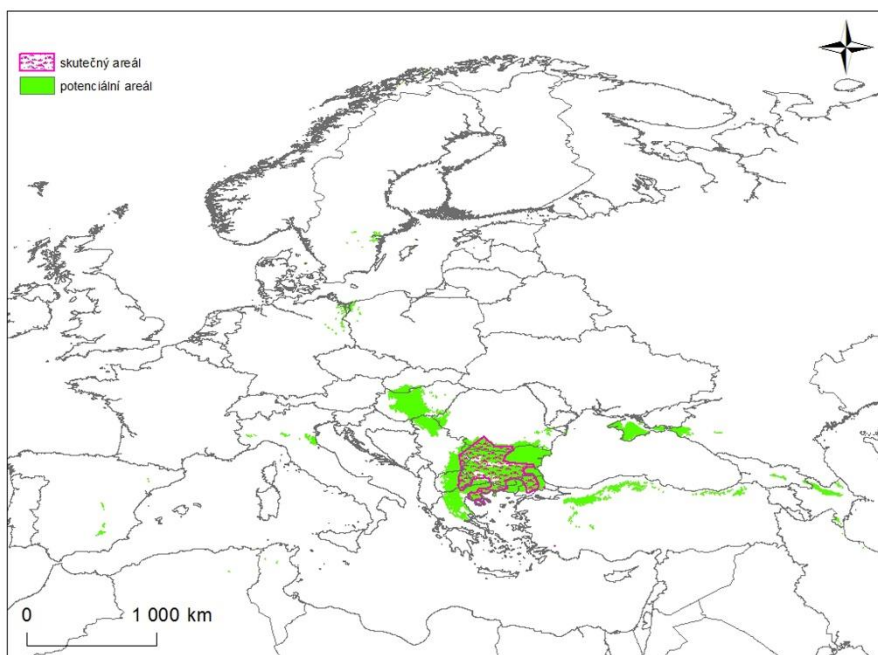 skutečný areál
potenciální areál
0 1 000 km